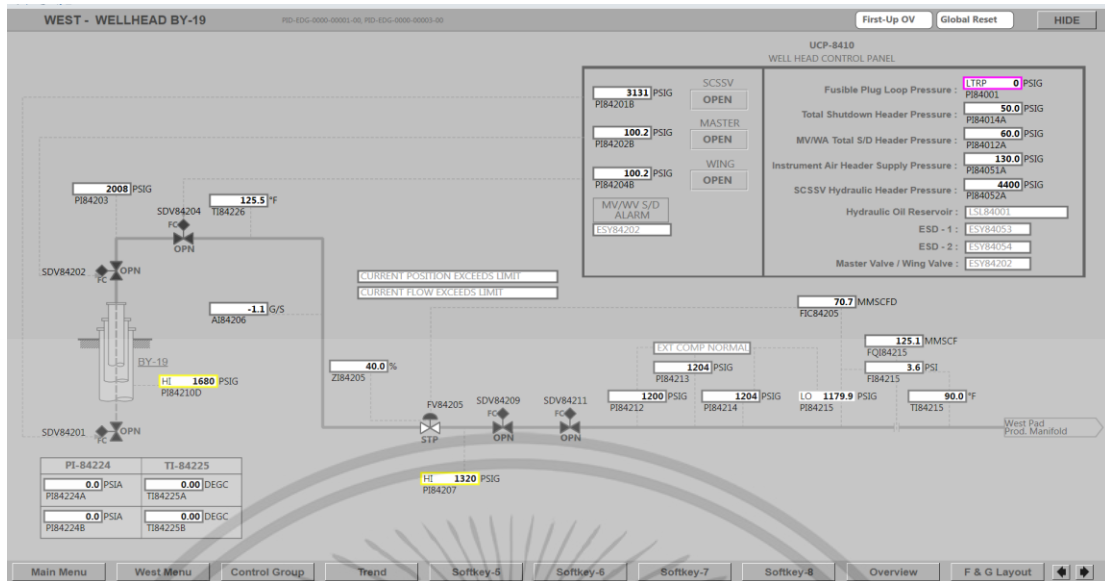 WEST - WELLHEAD BY-19 PID-EDG-0000-00001-00, PID-EDG-0000-00003-00 First-Up OV Global Reset HIDE
UCP-8410
WELL HEAD CONTROL PANEL
SCSSV
3131 PSIG
PI84201B
OPEN
MASTER
100.2 PSIG
PI84202B
OPEN
WING
100.2 PSIG
PI84204B
OPEN
MV/WV S/D
ALARM
ESY84202
Fusible Plug Loop Pressure : LTRP 0 PSIG
PI84001
Total Shutdown Header Pressure : 50.0 PSIG
PI84014A
MV/WA Total S/D Header Pressure : 60.0 PSIG
PI84012A
Instrument Air Header Supply Pressure : 130.0 PSIG
PI84051A
SCSSV Hydraulic Header Pressure : 4400 PSIG
PI84052A
Hydraulic Oil Reservoir : LSL84001
ESD - 1 : ESY84053
ESD - 2 : ESY84054
Master Valve / Wing Valve : ESY84202
2008 PSIG
PI84203
125.5 °F
TI84226
SDV84204
FC
OPN
SDV84202
FC
OPN
CURRENT POSITION EXCEEDS LIMIT
CURRENT FLOW EXCEEDS LIMIT
-1.1 G/S
AI84206
70.7 MMSCFD
FIC84205
BY-19
HI 1680 PSIG
PI84210D
40.0 %
ZI84205
EXT COMP NORMAL
1204 PSIG
PI84213
125.1 MMSCF
FQI84215
3.6 PSI
FI84215
1200 PSIG
PI84212
1204 PSIG
PI84214
LO 1179.9 PSIG
PI84215
90.0 °F
TI84215
SDV84201
FC
OPN
FV84205
STP
SDV84209
FC
OPN
SDV84211
FC
OPN
West Pad
Prod. Manifold
HI 1320 PSIG
PI84207
PI-84224 TI-84225
0.0 PSIA 0.00 DEGC
PI84224A TI84225A
0.0 PSIA 0.00 DEGC
PI84224B TI84225B
Main Menu West Menu Control Group Trend Softkey-5 Softkey-6 Softkey-7 Softkey-8 Overview F & G Layout